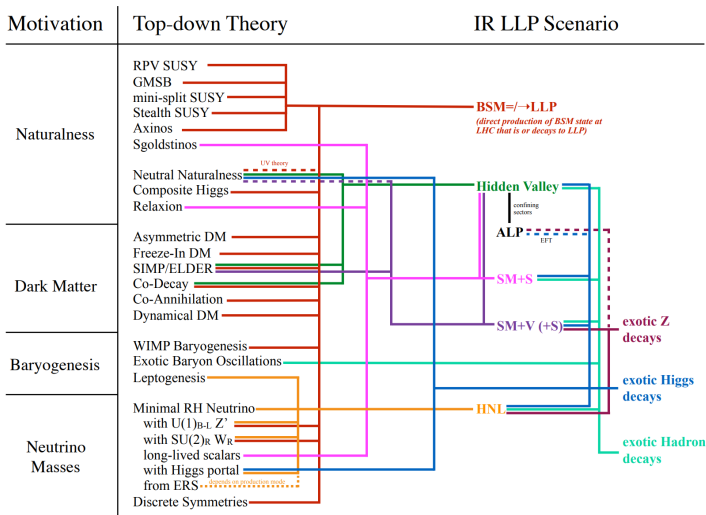 Motivation Top-down Theory IR LLP Scenario
Naturalness
RPV SUSY
GMSB
mini-split SUSY
Stealth SUSY
Axinos
Sgoldstinos
Neutral Naturalness
UV theory
Composite Higgs
Relaxion
Dark Matter
Asymmetric DM
Freeze-In DM
SIMP/ELDER
Co-Decay
Co-Annihilation
Dynamical DM
Baryogenesis
WIMP Baryogenesis
Exotic Baryon Oscillations
Leptogenesis
Neutrino
Masses
Minimal RH Neutrino
with U(1)B-L Z'
with SU(2)R WR
long-lived scalars
with Higgs portal
from ERS
depends on production mode
Discrete Symmetries
BSM=/→LLP
(direct production of BSM state at
LHC that is or decays to LLP)
Hidden Valley
confining
sectors
ALP
EFT
SM+S
SM+V (+S)
HNL
exotic Z
decays
exotic Higgs
decays
exotic Hadron
decays